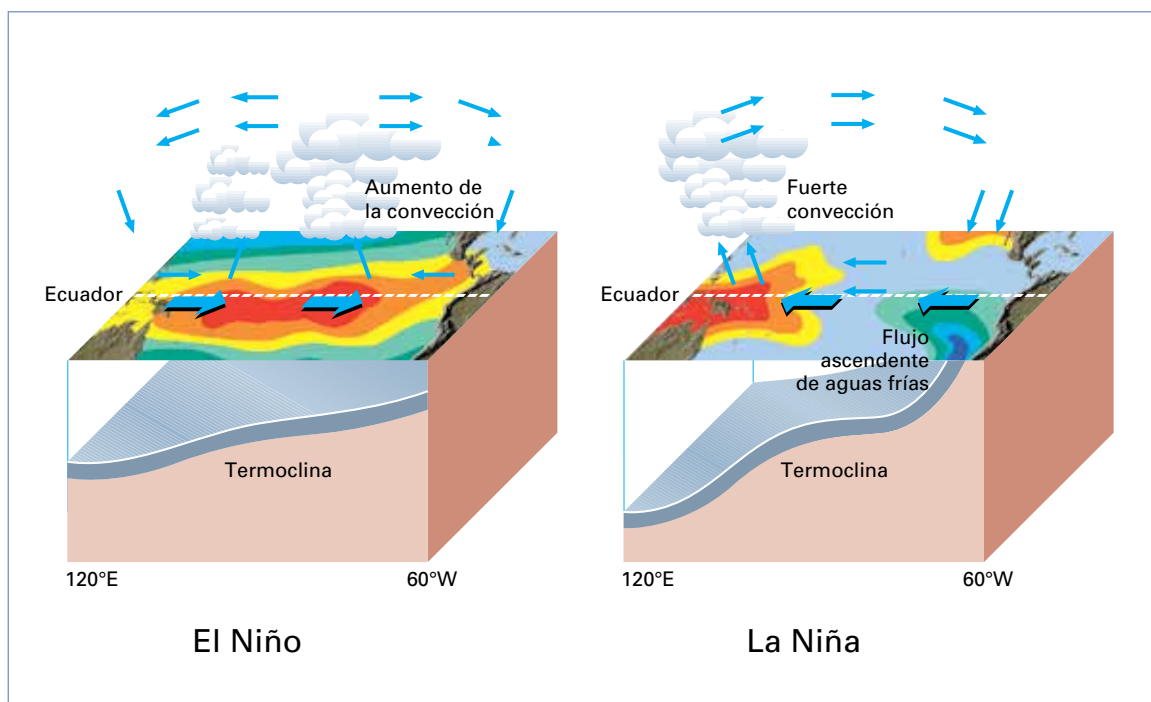 Aumento de
la convección
Ecuador
Termoclina
120°E
60°W
El Niño
Fuerte
convección
Ecuador
Flujo
ascendente
de aguas frías
Termoclina
120°E
60°W
La Niña